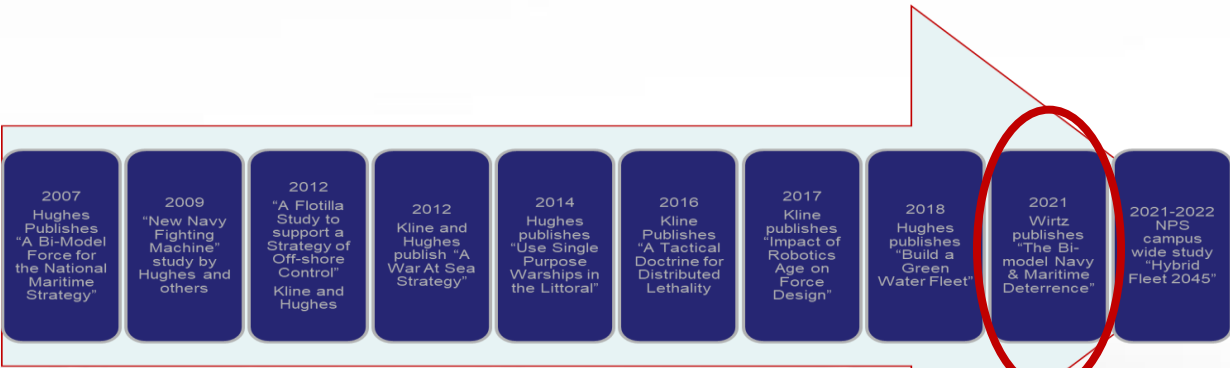 2007
Hughes
Publishes
“A Bi-Model
Force for
the National
Maritime
Strategy”
2009
“New Navy
Fighting
Machine”
study by
Hughes and
others
2012
“A Flotilla
Study to
support a
Strategy of
Off-shore
Control”
Kline and
Hughes
2012
Kline and
Hughes
publish “A
War At Sea
Strategy”
2014
Hughes
publishes
“Use Single
Purpose
Warships in
the Littoral”
2016
Kline
Publishes
“A Tactical
Doctrine for
Distributed
Lethality
2017
Kline
publishes
“Impact of
Robotics
Age on
Force
Design”
2018
Hughes
publishes
“Build a
Green
Water Fleet”
2021
Wirtz
publishes
“The Bi-
model Navy
& Maritime
Deterrence”
2021-2022
NPS
campus
wide study
“Hybrid
Fleet 2045”